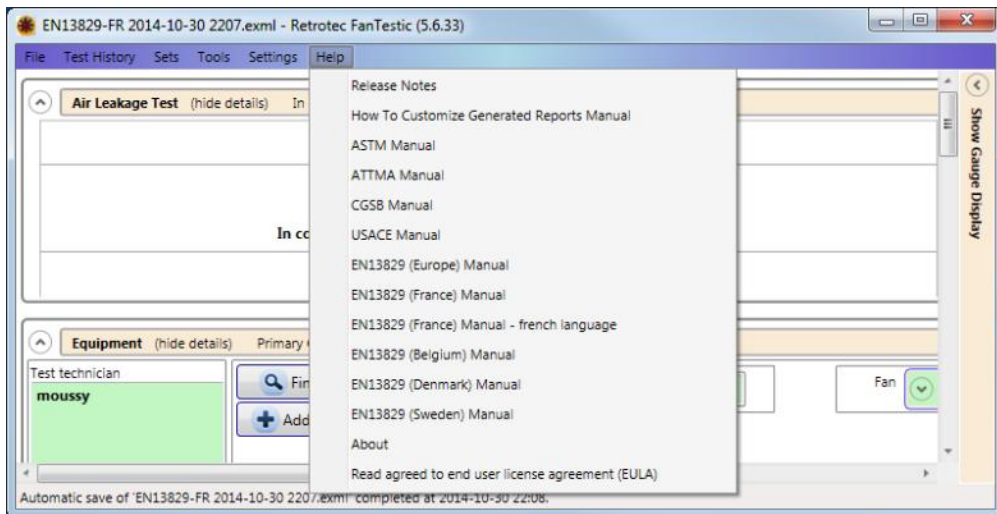 EN13829-FR 2014-10-30 2207.exml - Retrotec FanTestic (5.6.33)
File Test History Sets Tools Settings Help
Air Leakage Test (hide details) In
In co
Show Gauge Display
Release Notes
How To Customize Generated Reports Manual
ASTM Manual
ATTMA Manual
CGSB Manual
USACE Manual
EN13829 (Europe) Manual
EN13829 (France) Manual
EN13829 (France) Manual - french language
EN13829 (Belgium) Manual
EN13829 (Denmark) Manual
EN13829 (Sweden) Manual
About
Read agreed to end user license agreement (EULA)
Equipment (hide details) Primary
Test technician
moussy
Fin
Add
Fan
Automatic save of 'EN13829-FR 2014-10-30 2207.exml' completed at 2014-10-30 22:08.